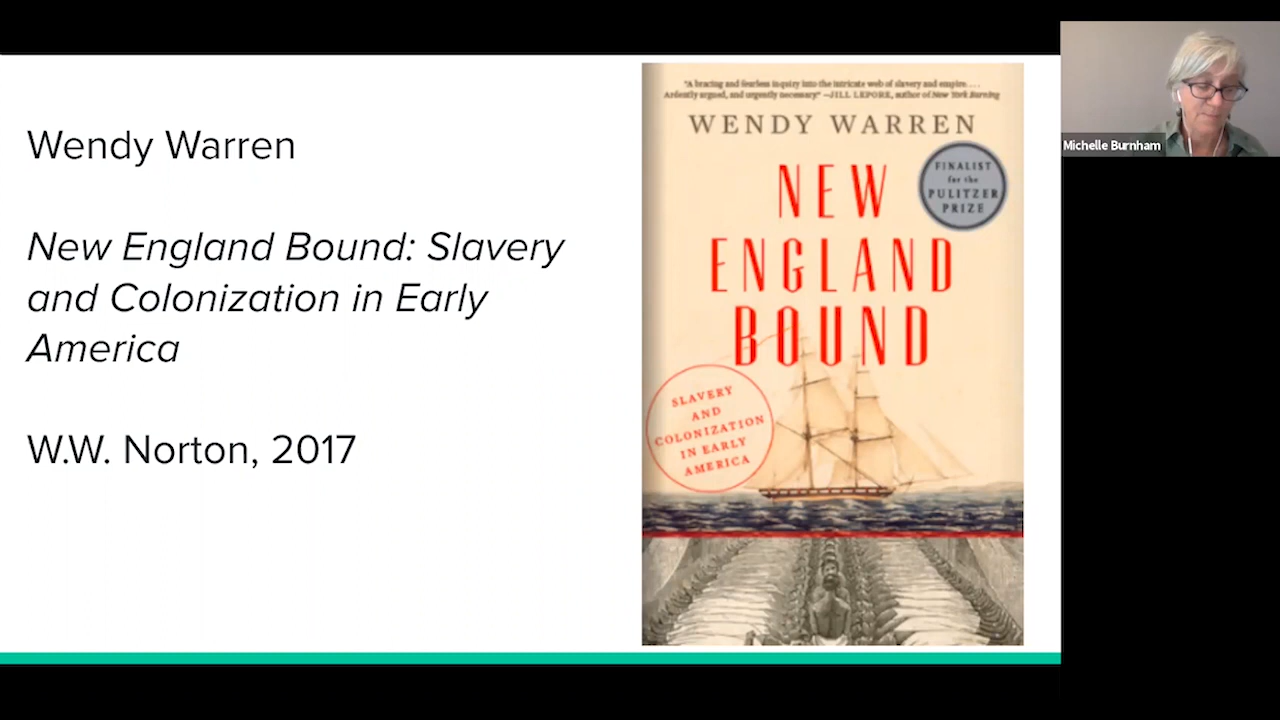 Wendy Warren
New England Bound: Slavery
and Colonization in Early
America
W.W. Norton, 2017
"A bracing and fearless inquiry into the intricate web of slavery and empire. . . .
Ardently argued, and urgently necessary." —JILL LEPORE, author of New York Burning
WENDY WARREN
NEW
ENGLAND
BOUND
FINALIST
for the
PULITZER
PRIZE
SLAVERY
AND
COLONIZATION
IN EARLY
AMERICA
Michelle Burnham